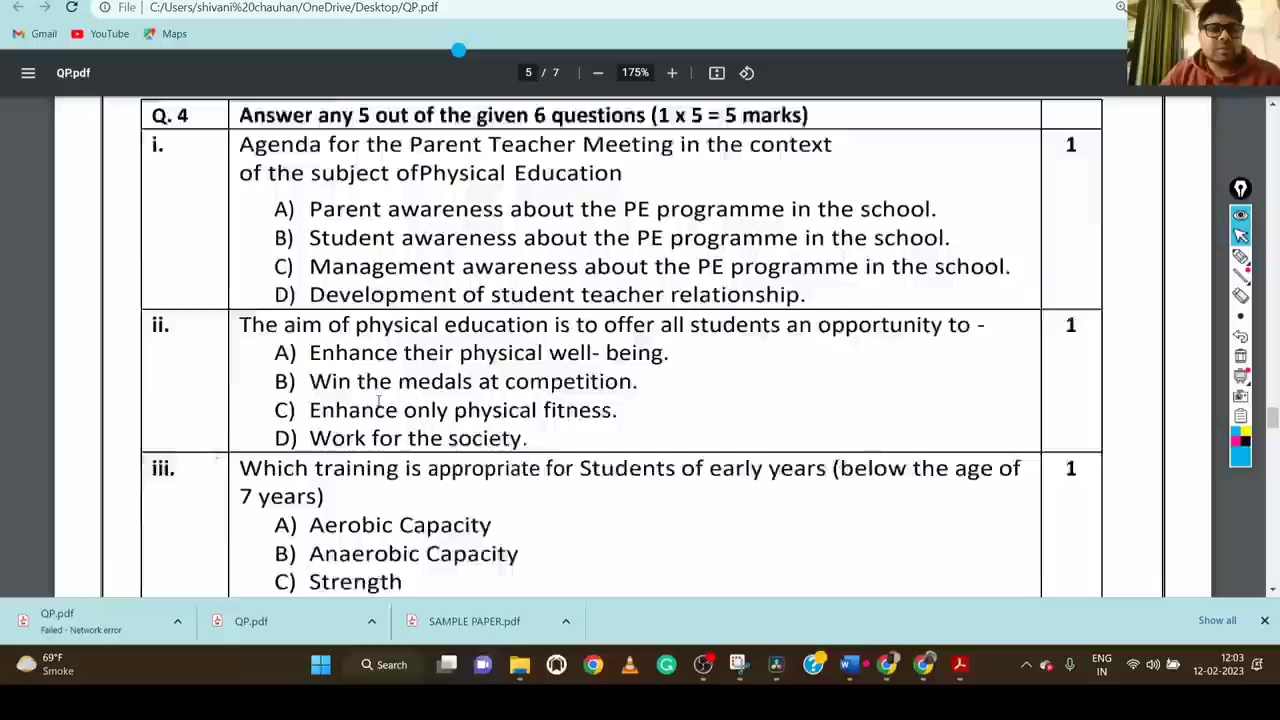 File
C:/Users/shivani%20chauhan/OneDrive/Desktop/QP.pdf
Gmail YouTube Maps
QP.pdf
5 / 7
175%
Q. 4 Answer any 5 out of the given 6 questions (1 x 5 = 5 marks)
i. Agenda for the Parent Teacher Meeting in the context 1
of the subject ofPhysical Education
A) Parent awareness about the PE programme in the school.
B) Student awareness about the PE programme in the school.
C) Management awareness about the PE programme in the school.
D) Development of student teacher relationship.
ii. The aim of physical education is to offer all students an opportunity to - 1
A) Enhance their physical well- being.
B) Win the medals at competition.
C) Enhance only physical fitness.
D) Work for the society.
iii. Which training is appropriate for Students of early years (below the age of 1
7 years)
A) Aerobic Capacity
B) Anaerobic Capacity
C) Strength
QP.pdf
Failed - Network error
QP.pdf
SAMPLE PAPER.pdf
Show all
69°F
Smoke
Search
ENG
IN
12:03
12-02-2023